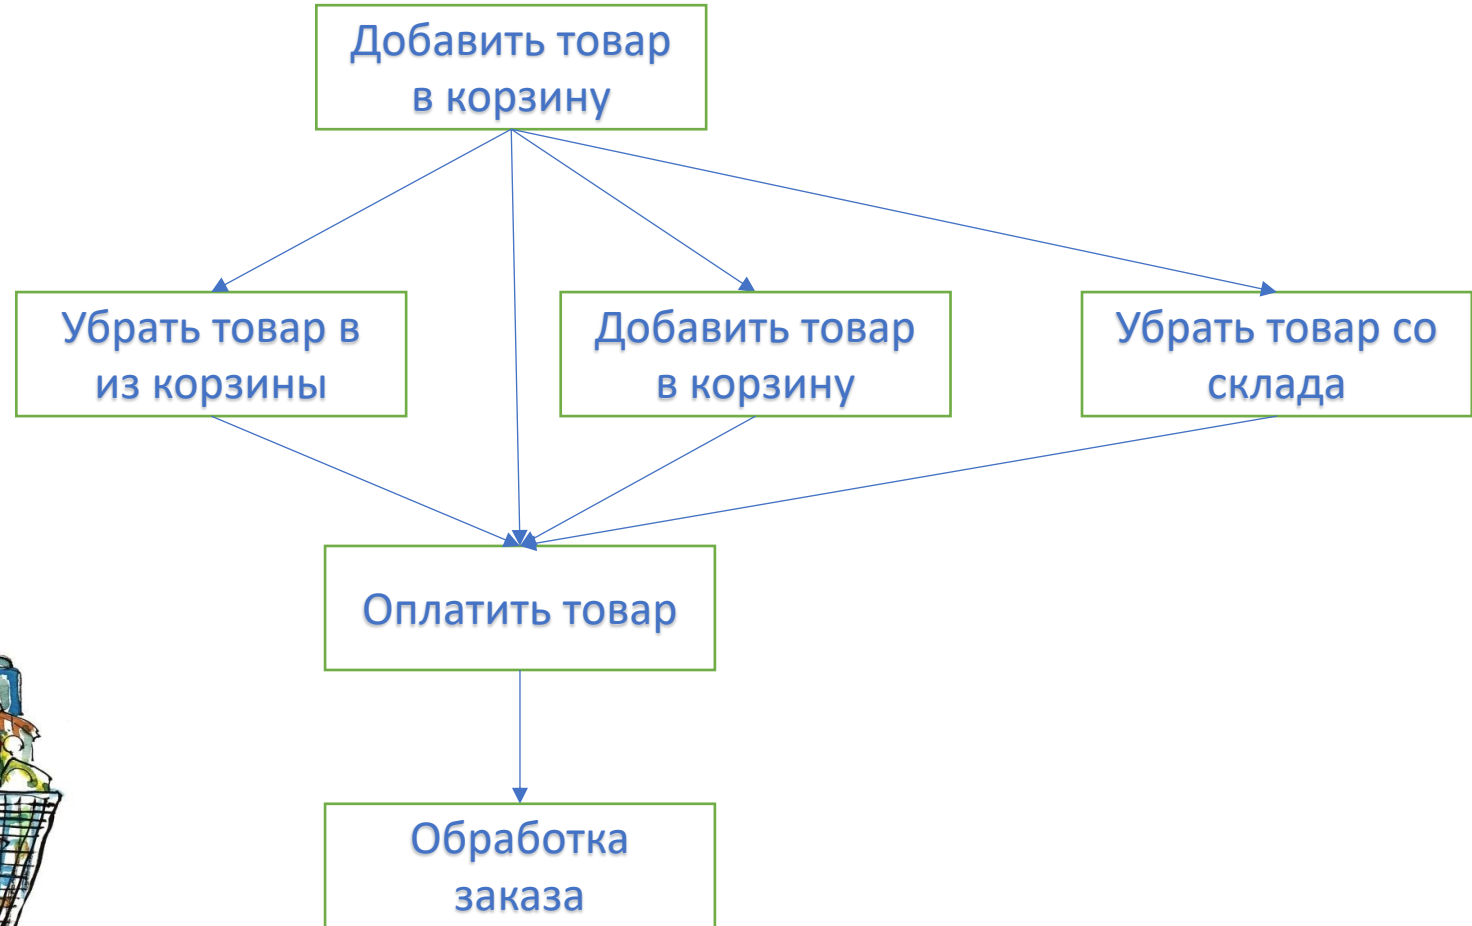 Добавить товар
в корзину
Убрать товар в
из корзины
Добавить товар
в корзину
Убрать товар со
склада
Оплатить товар
Обработка
заказа